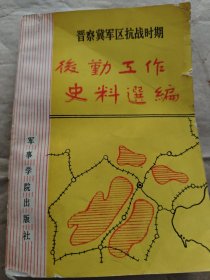 晋察冀军区抗战时期
後勤工作
史料選編
军事学院出版社